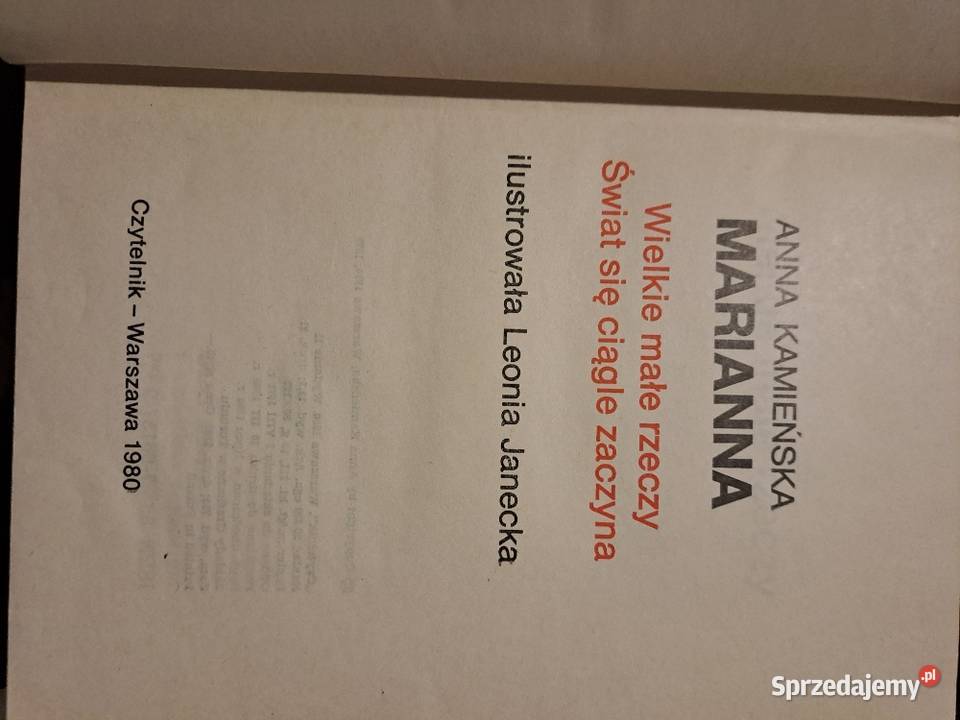 ANNA KAMIEŃSKA
MARIANNA
Wielkie małe rzeczy
Świat się ciągle zaczyna
ilustrowała Leonia Janecka
Czytelnik – Warszawa 1980
Sprzedajemy.pl